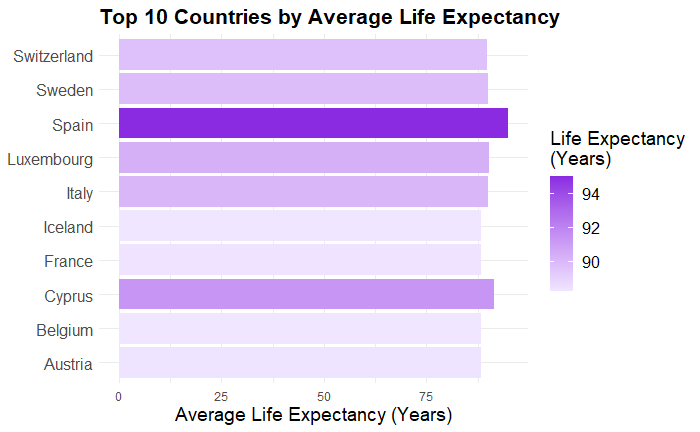 Top 10 Countries by Average Life Expectancy
Switzerland
Sweden
Spain
Luxembourg
Italy
Iceland
France
Cyprus
Belgium
Austria
0 25 50 75
Average Life Expectancy (Years)
Life Expectancy
(Years)
94
92
90